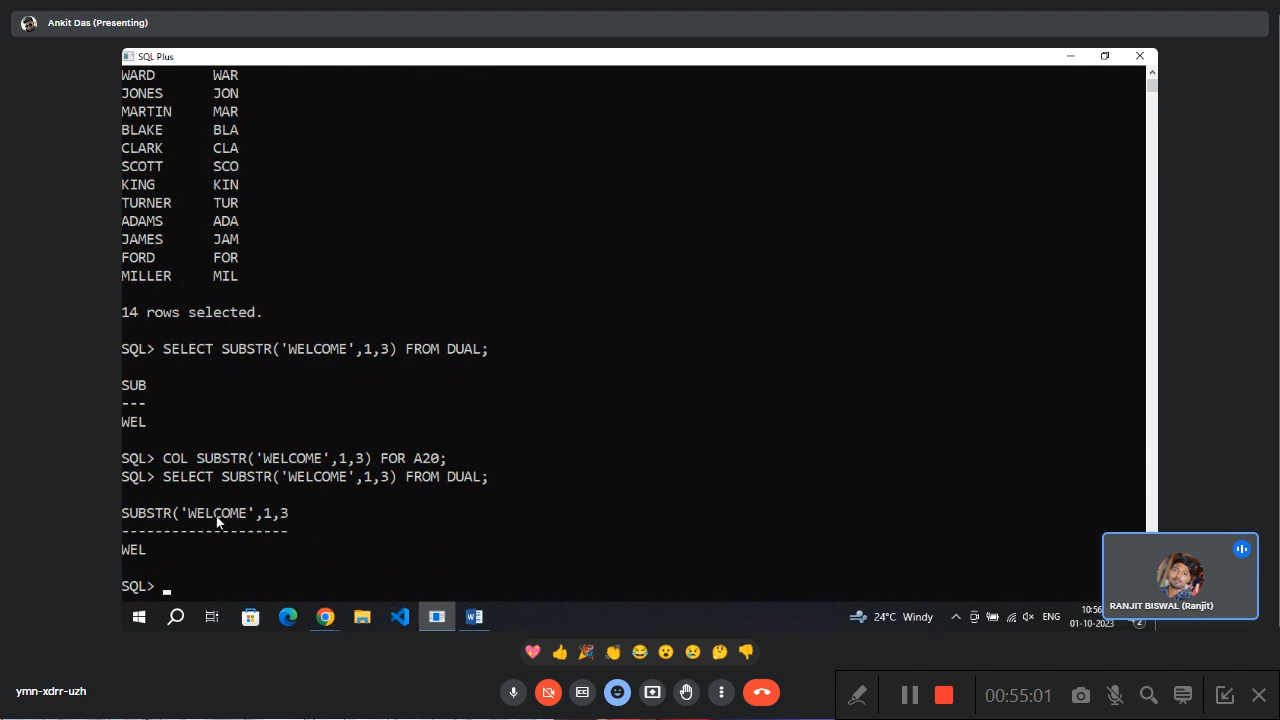 Ankit Das (Presenting)
SQL Plus
WARD WAR
JONES JON
MARTIN MAR
BLAKE BLA
CLARK CLA
SCOTT SCO
KING KIN
TURNER TUR
ADAMS ADA
JAMES JAM
FORD FOR
MILLER MIL
14 rows selected.
SQL> SELECT SUBSTR('WELCOME',1,3) FROM DUAL;
SUB
---
WEL
SQL> COL SUBSTR('WELCOME',1,3) FOR A20;
SQL> SELECT SUBSTR('WELCOME',1,3) FROM DUAL;
SUBSTR('WELCOME',1,3
--------------------
WEL
SQL>
RANJIT BISWAL (Ranjit)
24°C Windy
ENG
10:56
01-10-2023
ymn-xdrr-uzh
00:55:01